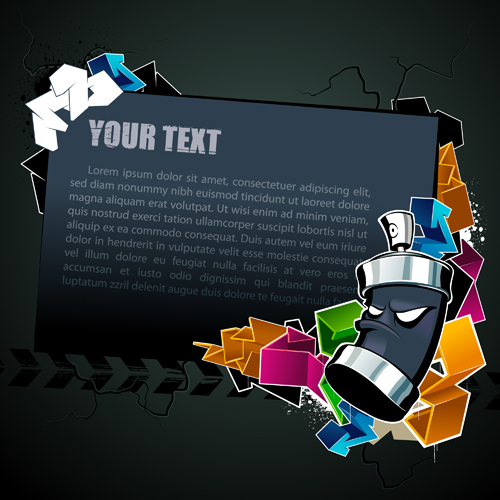 YOUR TEXT
Lorem ipsum dolor sit amet, consectetuer adipiscing elit,
sed diam nonummy nibh euismod tincidunt ut laoreet dolore
magna aliquam erat volutpat. Ut wisi enim ad minim veniam,
quis nostrud exerci tation ullamcorper suscipit lobortis nisl ut
aliquip ex ea commodo consequat. Duis autem vel eum iriure
dolor in hendrerit in vulputate velit esse molestie consequat,
vel illum dolore eu feugiat nulla facilisis at vero eros et
accumsan et iusto odio dignissim qui blandit praesent
luptatum zzril delenit augue duis dolore te feugait nulla facilisi.